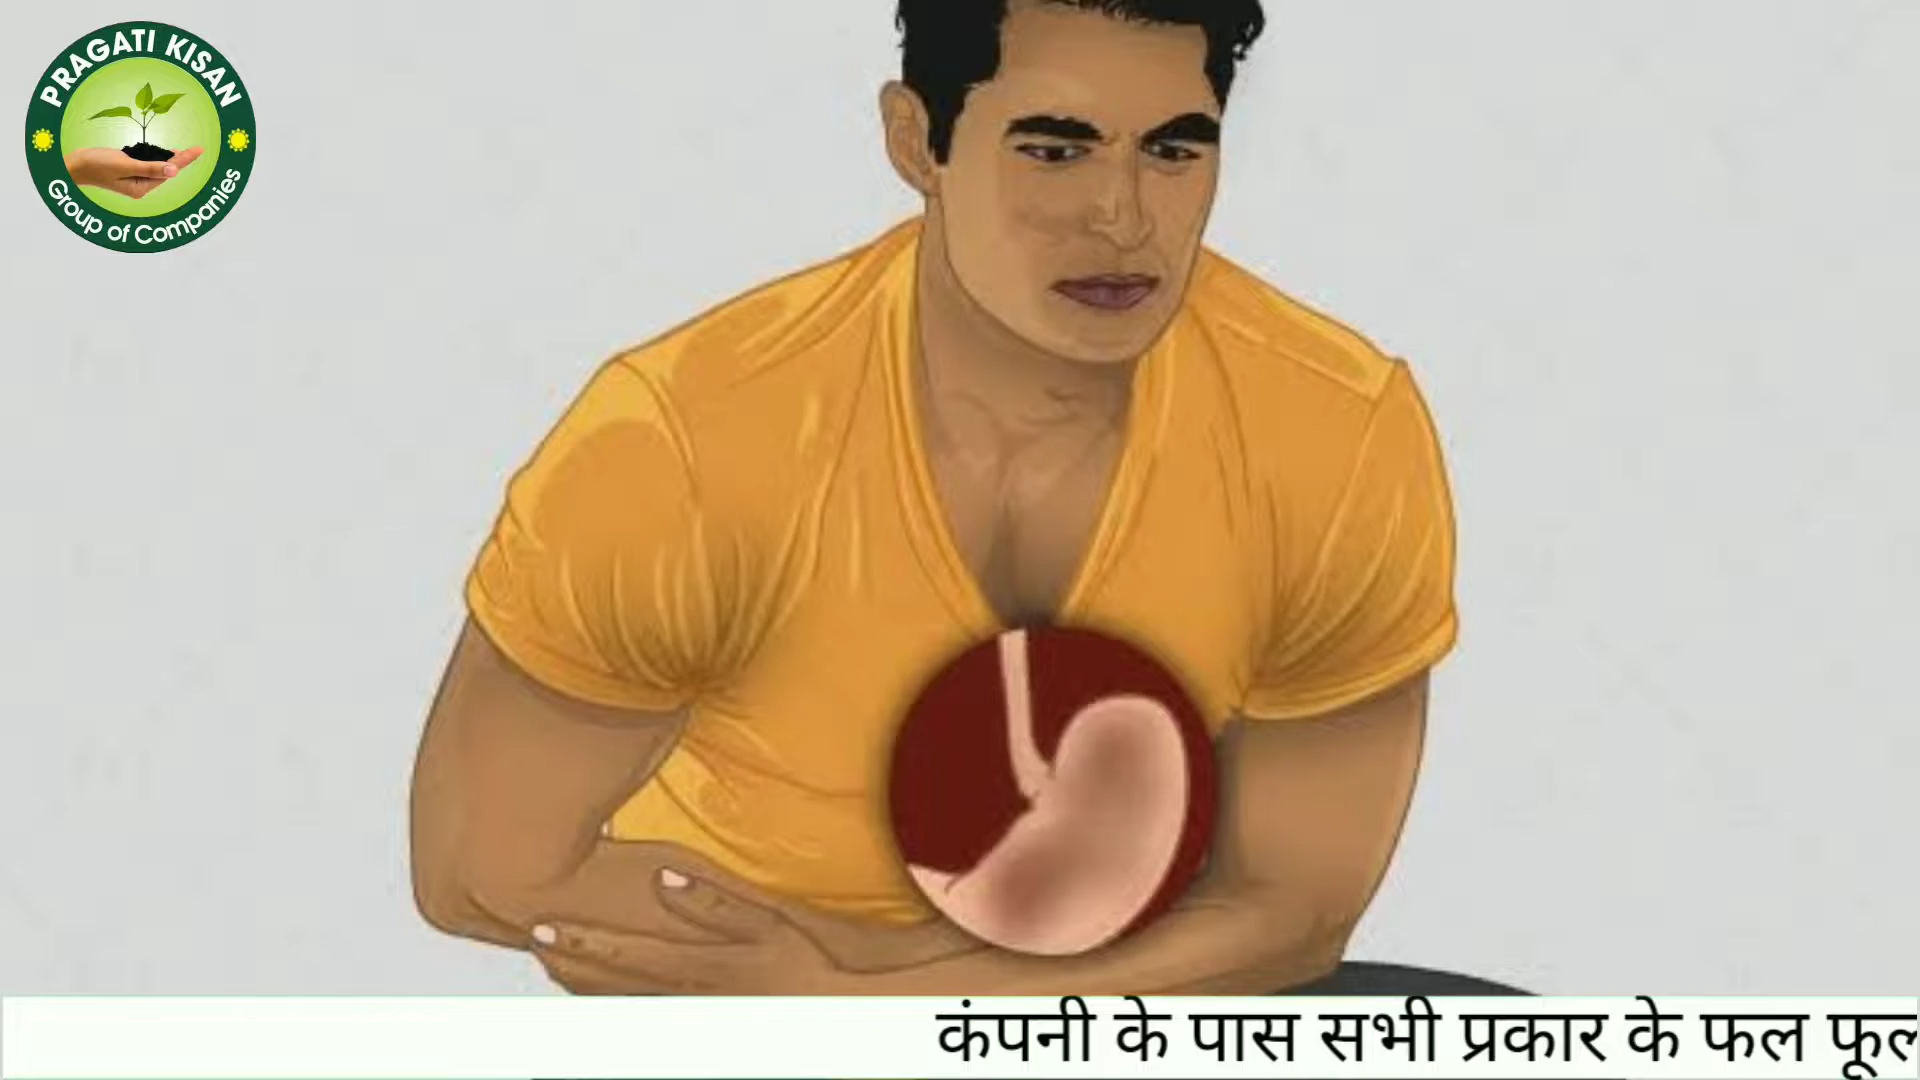 PRAGATI KISAN
Group of Companies
कंपनी के पास सभी प्रकार के फल फूल